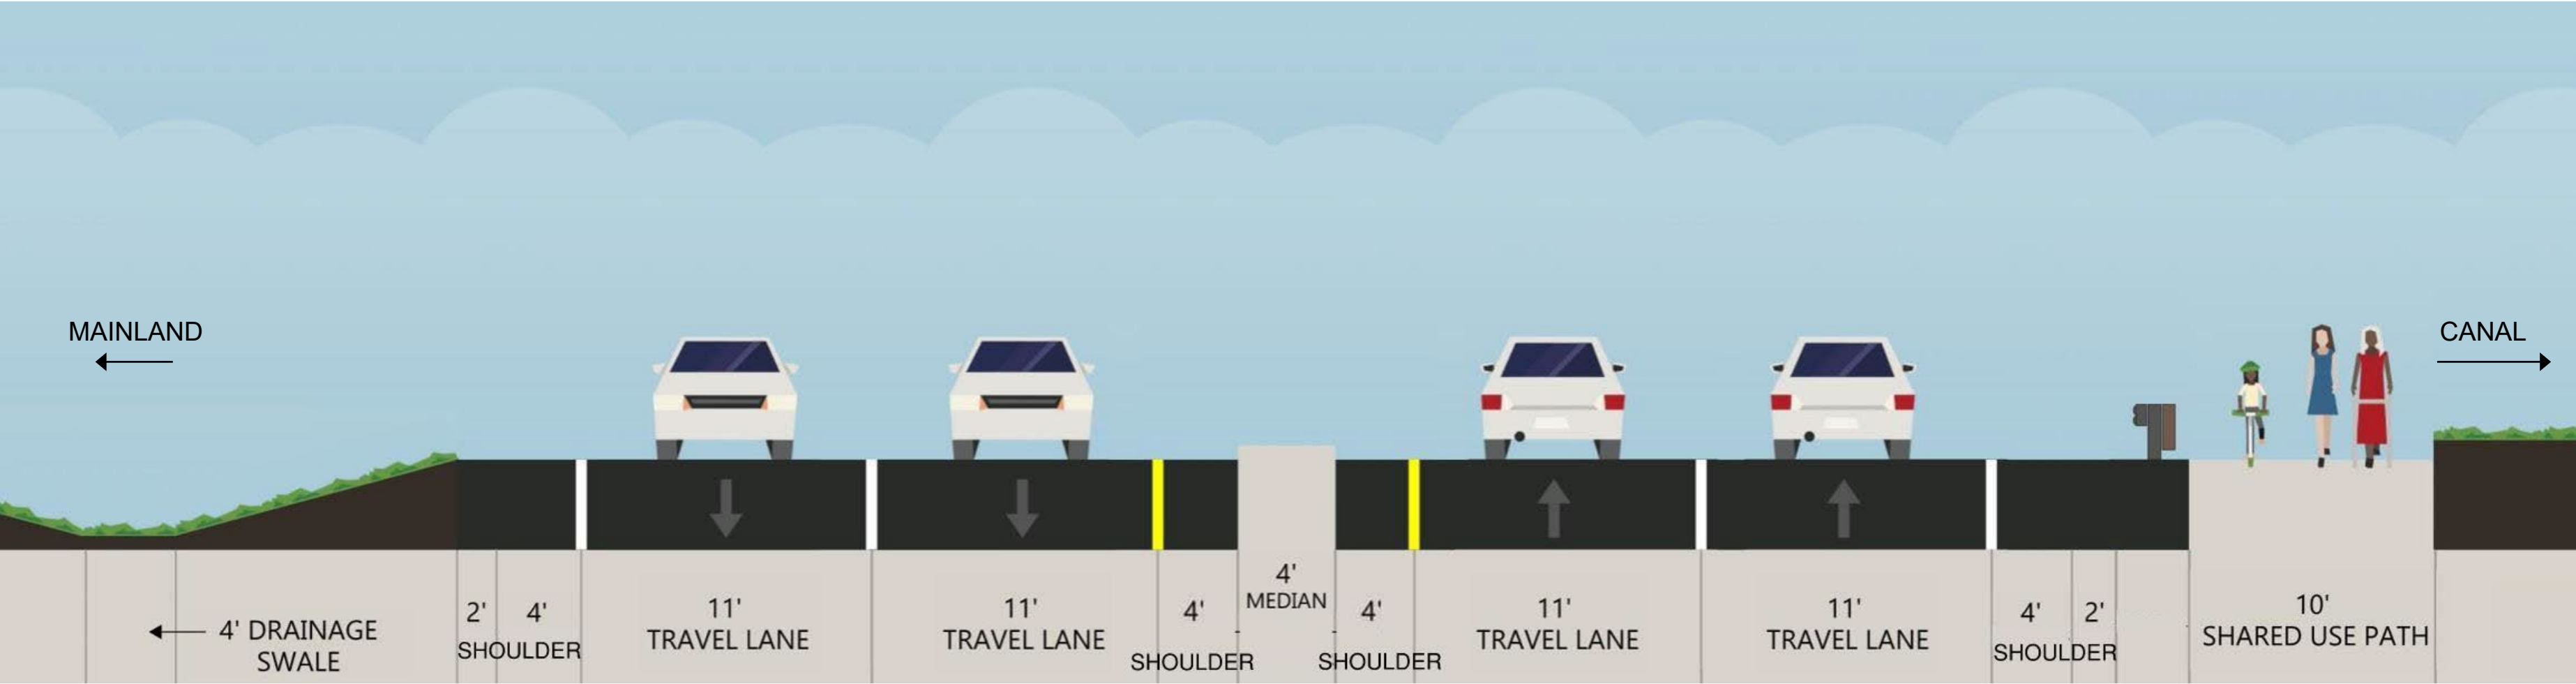 MAINLAND
CANAL
4' DRAINAGE
SWALE
2' 4'
SHOULDER
11'
TRAVEL LANE
11'
TRAVEL LANE
4'
SHOULDER
4'
MEDIAN
4'
SHOULDER
11'
TRAVEL LANE
11'
TRAVEL LANE
4' 2'
SHOULDER
10'
SHARED USE PATH